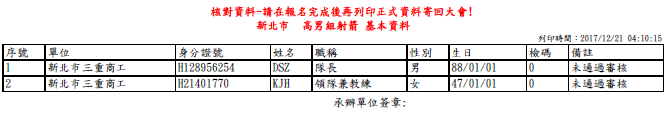 核對資料-請在報名完成後再列印正式資料寄回大會!
新北市 高男組射箭 基本資料
列印時間:2017/12/21 04:10:15
序號 單位 身分證號 姓名 職稱 性別 生日 檢碼 備註
1 新北市三重商工 H128956254 DSZ 隊長 男 88/01/01 0 未通過審核
2 新北市三重商工 H21401770 KJH 領隊兼教練 女 47/01/01 0 未通過審核
承辦單位簽章: